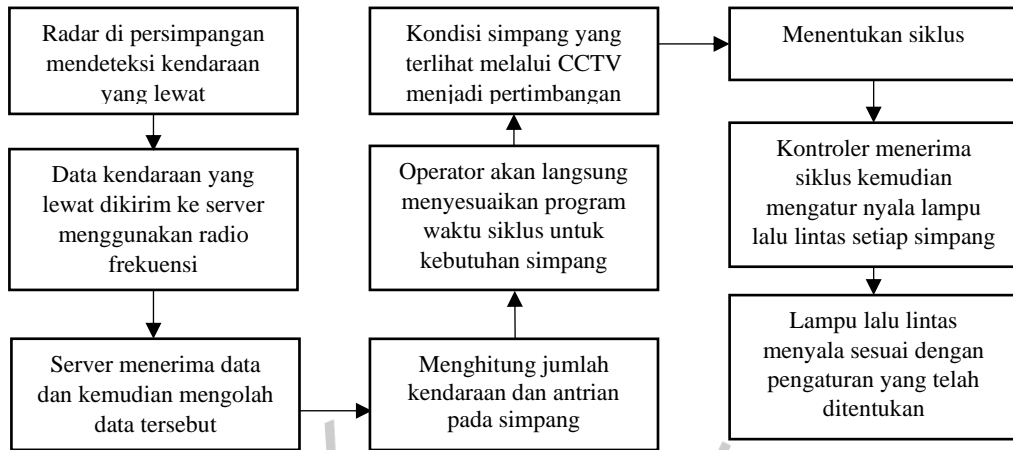 Radar di persimpangan
mendeteksi kendaraan
yang lewat
Data kendaraan yang
lewat dikirim ke server
menggunakan radio
frekuensi
Server menerima data
dan kemudian mengolah
data tersebut
Menghitung jumlah
kendaraan dan antrian
pada simpang
Operator akan langsung
menyesuaikan program
waktu siklus untuk
kebutuhan simpang
Kondisi simpang yang
terlihat melalui CCTV
menjadi pertimbangan
Menentukan siklus
Kontroler menerima
siklus kemudian
mengatur nyala lampu
lalu lintas setiap simpang
Lampu lalu lintas
menyala sesuai dengan
pengaturan yang telah
ditentukan